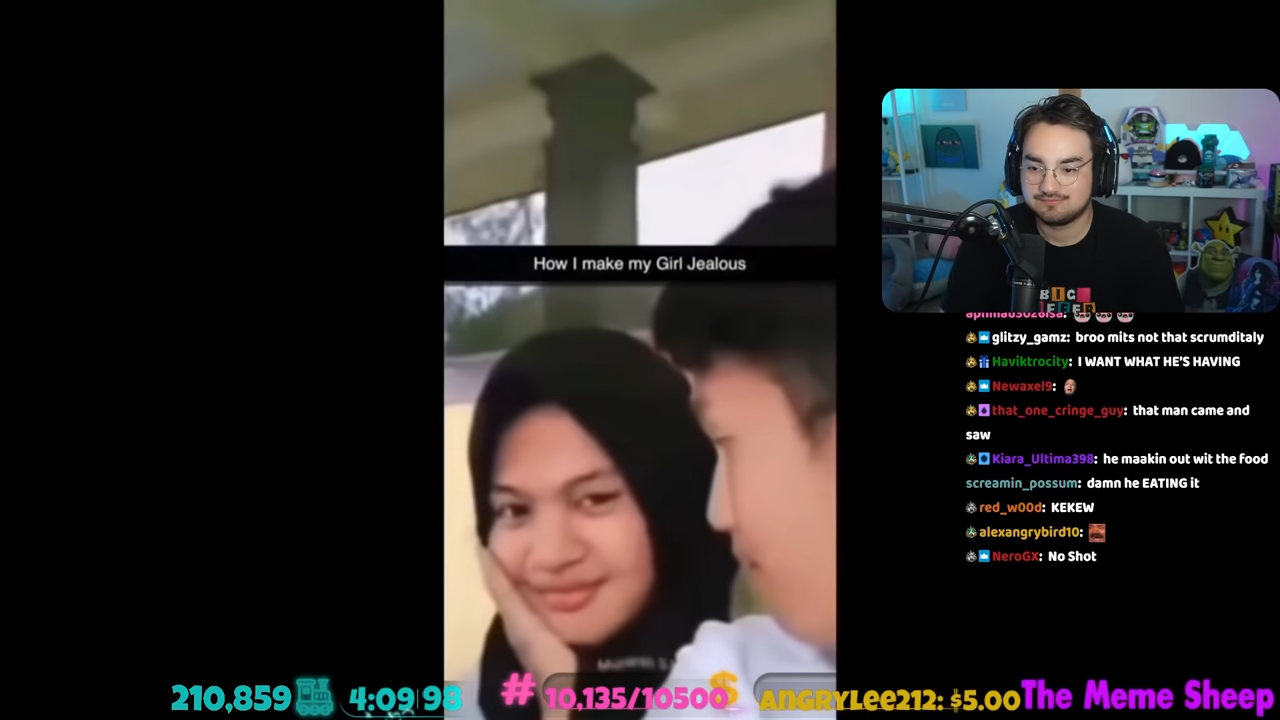 How I make my Girl Jealous
BIG
glitzy_gamz: broo mits not that scrumditaly
Haviktrocity: I WANT WHAT HE'S HAVING
Newaxel9:
that_one_cringe_guy: that man came and
saw
Kiara_Ultima398: he maakin out wit the food
screamin_possum: damn he EATING it
red_w00d: KEKEW
alexangrybird10:
NeroGX: No Shot
210,859
4:09
98
# 10,135/10500
$
ANGRYLee212: $5.00
The Meme Sheep